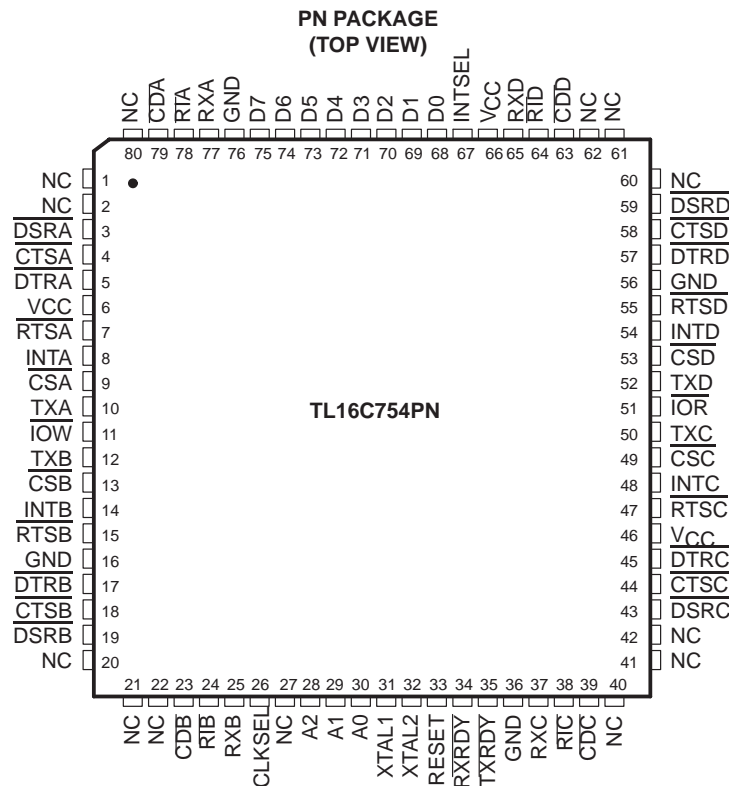 PN PACKAGE
(TOP VIEW)
NC CDA RIA RXA GND D7 D6 D5 D4 D3 D2 D1 D0 INTSEL VCC RXD RID CDD NC NC
80 79 78 77 76 75 74 73 72 71 70 69 68 67 66 65 64 63 62 61
NC 1
NC 2
DSRA 3
CTSA 4
DTRA 5
VCC 6
RTSA 7
INTA 8
CSA 9
TXA 10
IOW 11
TXB 12
CSB 13
INTB 14
RTSB 15
GND 16
DTRB 17
CTSB 18
DSRB 19
NC 20
TL16C754PN
60 NC
59 DSRD
58 CTSD
57 DTRD
56 GND
55 RTSD
54 INTD
53 CSD
52 TXD
51 IOR
50 TXC
49 CSC
48 INTC
47 RTSC
46 VCC
45 DTRC
44 CTSC
43 DSRC
42 NC
41 NC
21 22 23 24 25 26 27 28 29 30 31 32 33 34 35 36 37 38 39 40
NC NC CDB RIB RXB CLKSEL NC A2 A1 A0 XTAL1 XTAL2 RESET RXRDY TXRDY GND RXC RIC CDC NC